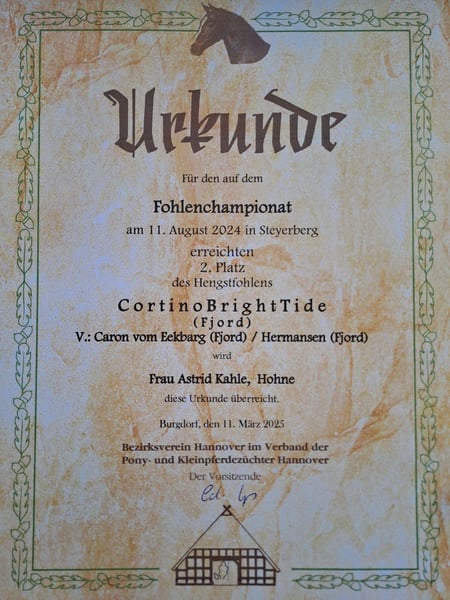 Urkunde
Für den auf dem
Fohlenchampionat
am 11. August 2024 in Steyerberg
erreichten
2. Platz
des Hengstfohlens
CortinoBrightTide
(Fjord)
V.: Caron vom Eekbarg (Fjord) / Hermansen (Fjord)
wird
Frau Astrid Kahle, Hohne
diese Urkunde überreicht.
Burgdorf, den 11. März 2025
Bezirksverein Hannover im Verband der
Pony- und Kleinpferdezüchter Hannover
Der Vorsitzende